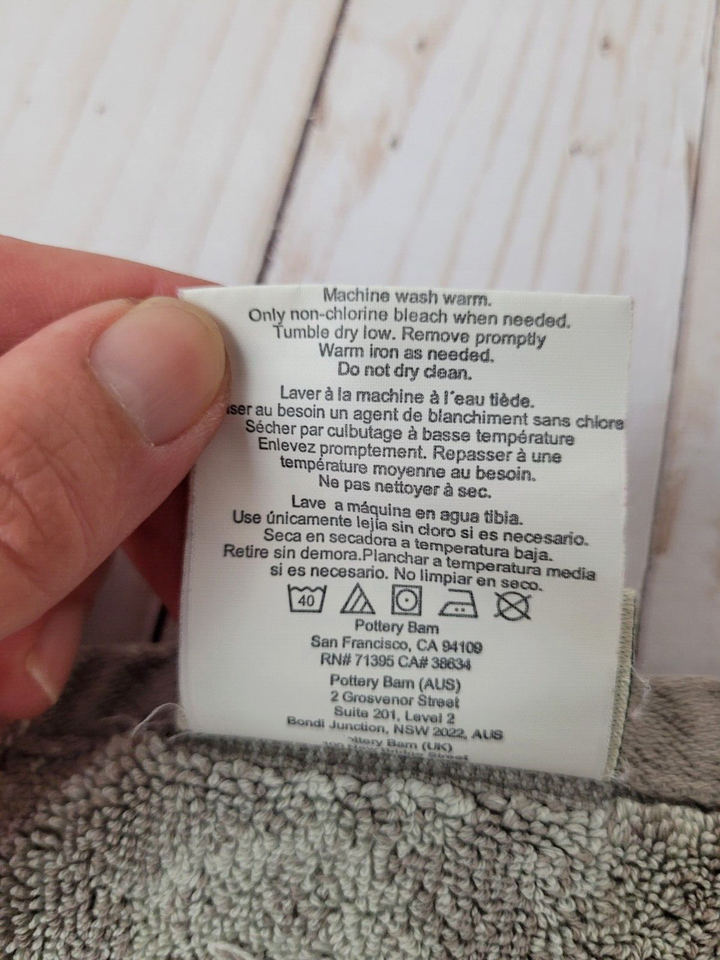 Machine wash warm.
Only non-chlorine bleach when needed.
Tumble dry low. Remove promptly
Warm iron as needed.
Do not dry clean.
Laver à la machine à l'eau tiède.
au besoin un agent de blanchiment sans chlore
Sécher par culbutage à basse température
Enlevez promptement. Repasser à une
température moyenne au besoin.
Ne pas nettoyer à sec.
Lave a máquina en agua tibia.
Use únicamente lejía sin cloro si es necesario.
Seca en secadora a temperatura baja.
Retire sin demora.Planchar a temperatura media
si es necesario. No limpiar en seco.
40
Pottery Barn
San Francisco, CA 94109
RN# 71395 CA# 38634
Pottery Barn (AUS)
2 Grosvenor Street
Suite 201, Level 2
Bondi Junction, NSW 2022, AUS
Barn (UK)